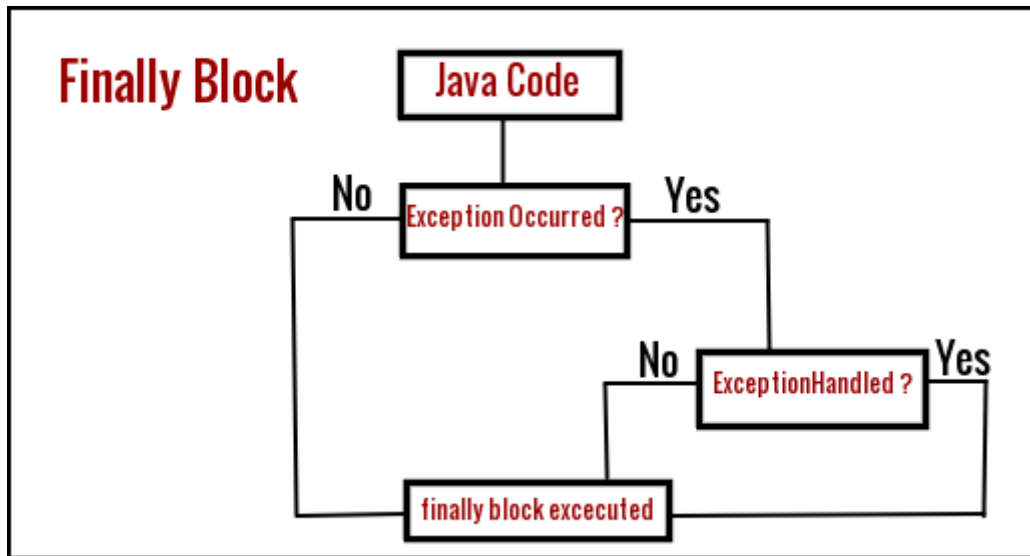 Finally Block
Java Code
No
Exception Occurred ?
Yes
No
ExceptionHandled ?
Yes
finally block excecuted